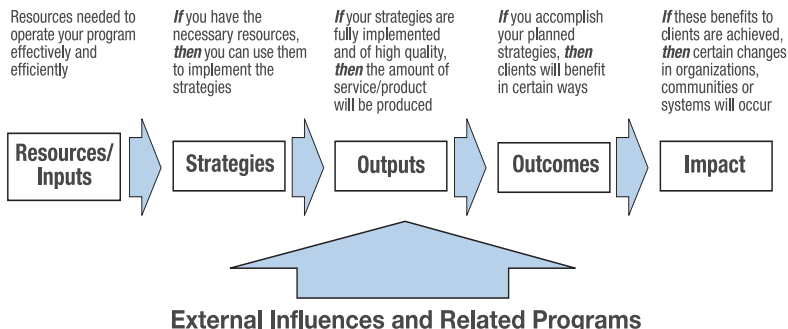 Resources needed to
operate your program
effectively and
efficiently
If you have the
necessary resources,
then you can use them
to implement the
strategies
If your strategies are
fully implemented
and of high quality,
then the amount of
service/product
will be produced
If you accomplish
your planned
strategies, then
clients will benefit
in certain ways
If these benefits to
clients are achieved,
then certain changes
in organizations,
communities or
systems will occur
Resources/
Inputs
Strategies
Outputs
Outcomes
Impact
External Influences and Related Programs